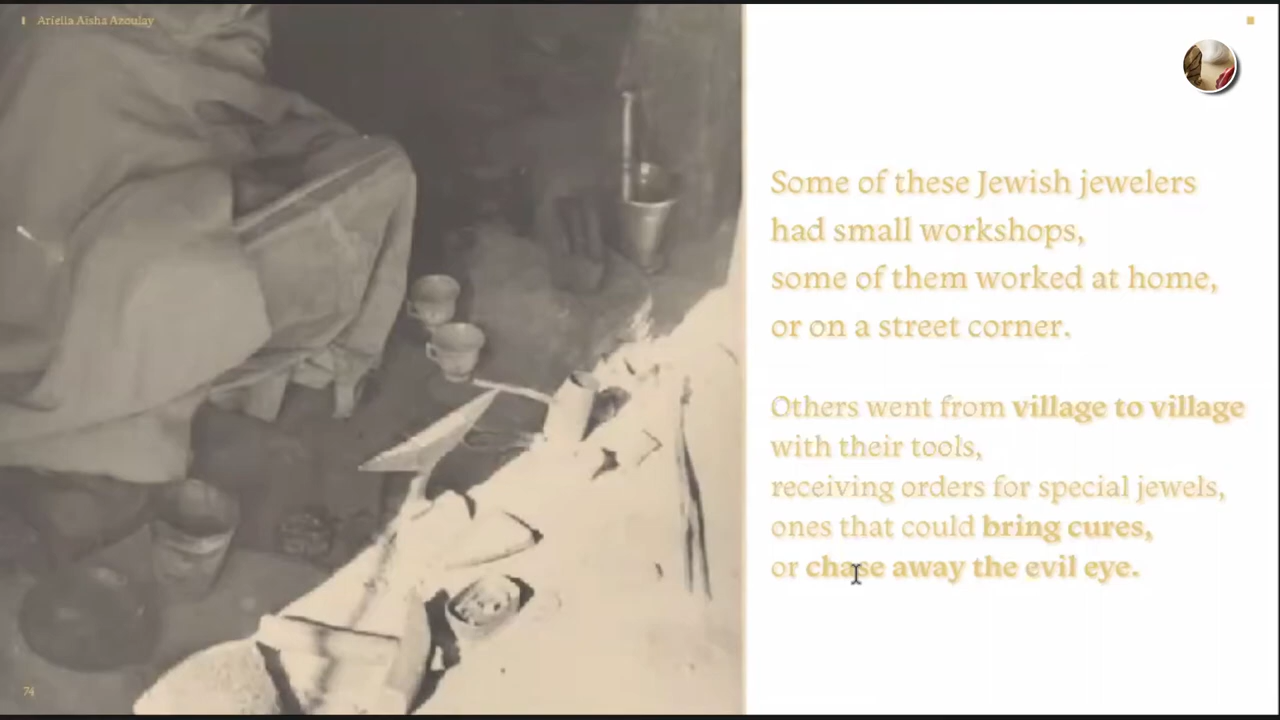 Ariella Aïsha Azoulay
Some of these Jewish jewelers
had small workshops,
some of them worked at home,
or on a street corner.
Others went from village to village
with their tools,
receiving orders for special jewels,
ones that could bring cures,
or chase away the evil eye.
74